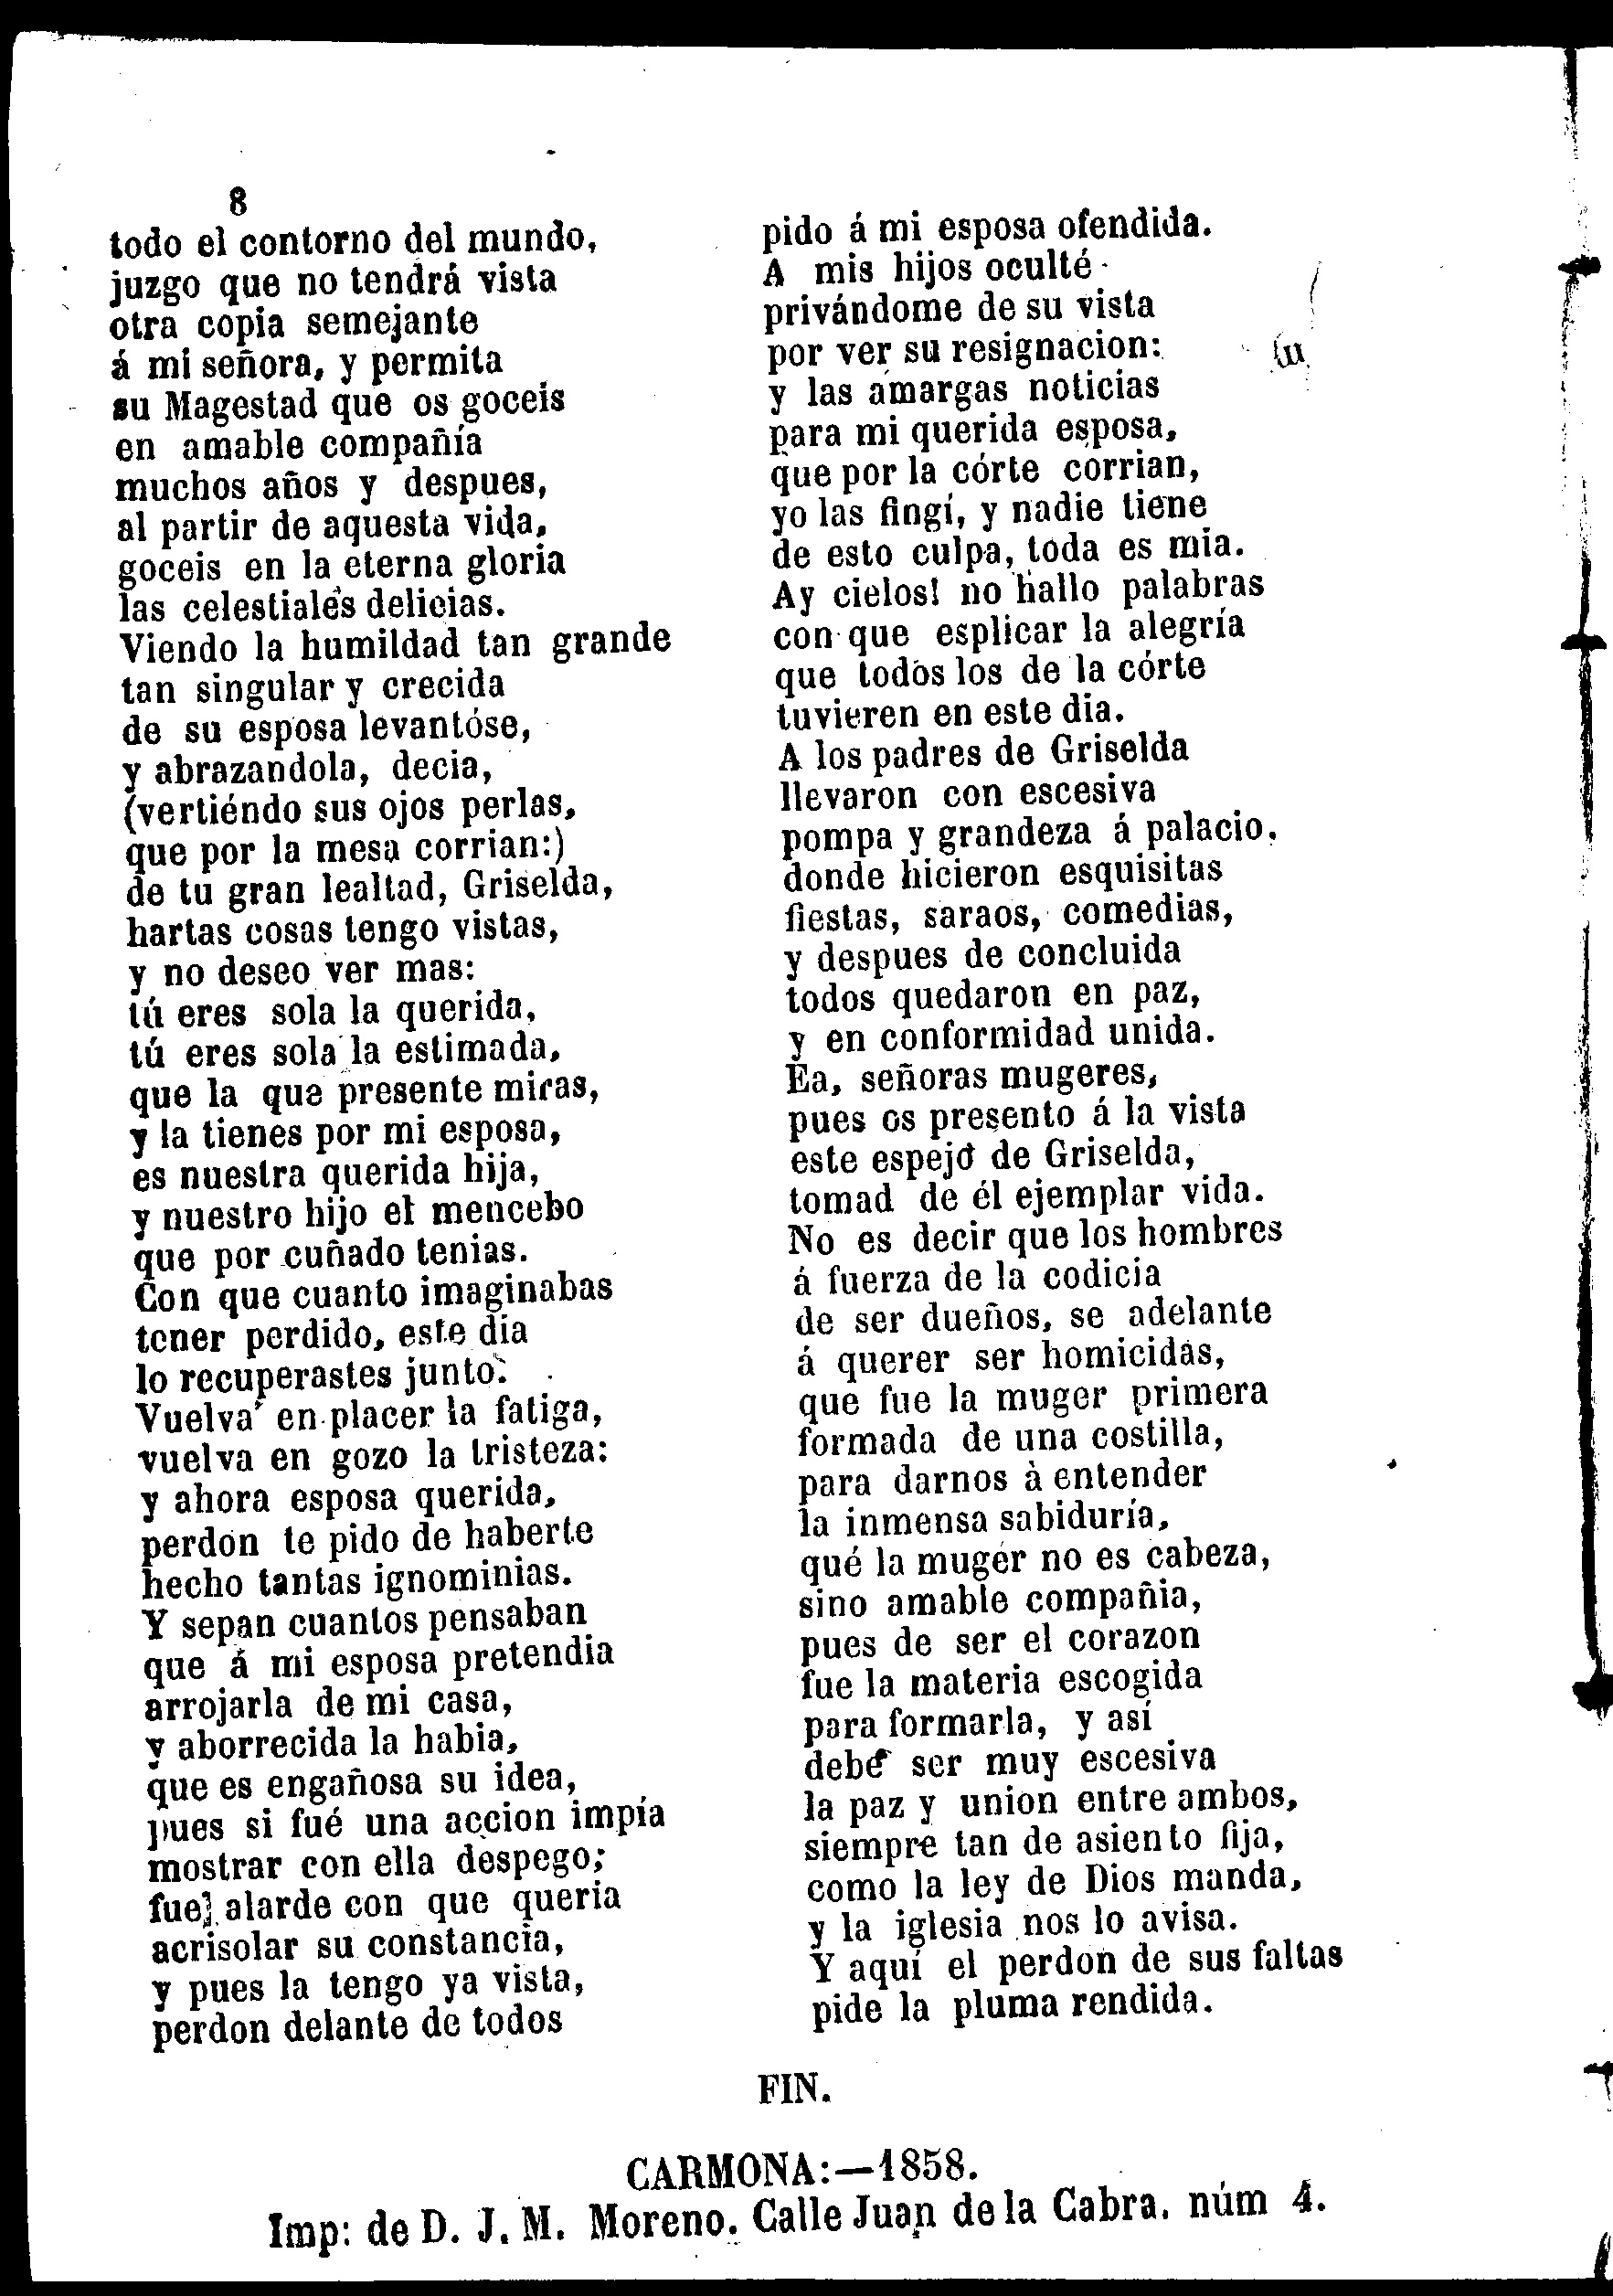 8
todo el contorno del mundo,
juzgo que no tendrá vista
otra copia semejante
á mi señora, y permita
su Magestad que os goceis
en amable compañía
muchos años y despues,
al partir de aquesta vida,
goceis en la eterna gloria
las celestiales delicias.
Viendo la humildad tan grande
tan singular y crecida
de su esposa levantóse,
y abrazandola, decia,
(vertiéndo sus ojos perlas,
que por la mesa corrian:)
de tu gran lealtad, Griselda,
hartas cosas tengo vistas,
y no deseo ver mas:
tú eres sola la querida,
tú eres sola la estimada,
que la que presente miras,
y la tienes por mi esposa,
es nuestra querida hija,
y nuestro hijo el mencebo
que por cuñado tenias.
Con que cuanto imaginabas
tener perdido, este dia
lo recuperastes junto:
Vuelva en placer la fatiga,
vuelva en gozo la tristeza:
y ahora esposa querida,
perdon te pido de haberte
hecho tantas ignominias.
Y sepan cuantos pensaban
que á mi esposa pretendia
arrojarla de mi casa,
y aborrecida la habia,
que es engañosa su idea,
pues si fué una accion impía
mostrar con ella despego;
fue alarde con que queria
acrisolar su constancia,
y pues la tengo ya vista,
perdon delante de todos
pido á mi esposa ofendida.
A mis hijos oculté
privándome de su vista
por ver su resignacion:
y las amargas noticias
para mi querida esposa,
que por la córte corrian,
yo las fingí, y nadie tiene
de esto culpa, toda es mia.
Ay cielos! no hallo palabras
con que esplicar la alegría
que todos los de la córte
tuvieren en este dia.
A los padres de Griselda
llevaron con escesiva
pompa y grandeza á palacio,
donde hicieron esquisitas
fiestas, saraos, comedias,
y despues de concluida
todos quedaron en paz,
y en conformidad unida.
Ea, señoras mugeres,
pues os presento á la vista
este espejo de Griselda,
tomad de él ejemplar vida.
No es decir que los hombres
á fuerza de la codicia
de ser dueños, se adelante
á querer ser homicidas,
que fue la muger primera
formada de una costilla,
para darnos à entender
la inmensa sabiduría,
qué la muger no es cabeza,
sino amable compañia,
pues de ser el corazon
fue la materia escogida
para formarla, y así
debe ser muy escesiva
la paz y union entre ambos,
siempre tan de asiento fija,
como la ley de Dios manda,
y la iglesia nos lo avisa.
Y aquí el perdon de sus faltas
pide la pluma rendida.
FIN.
CARMONA:—1858.
Imp: de D. J. M. Moreno. Calle Juan de la Cabra. núm 4.